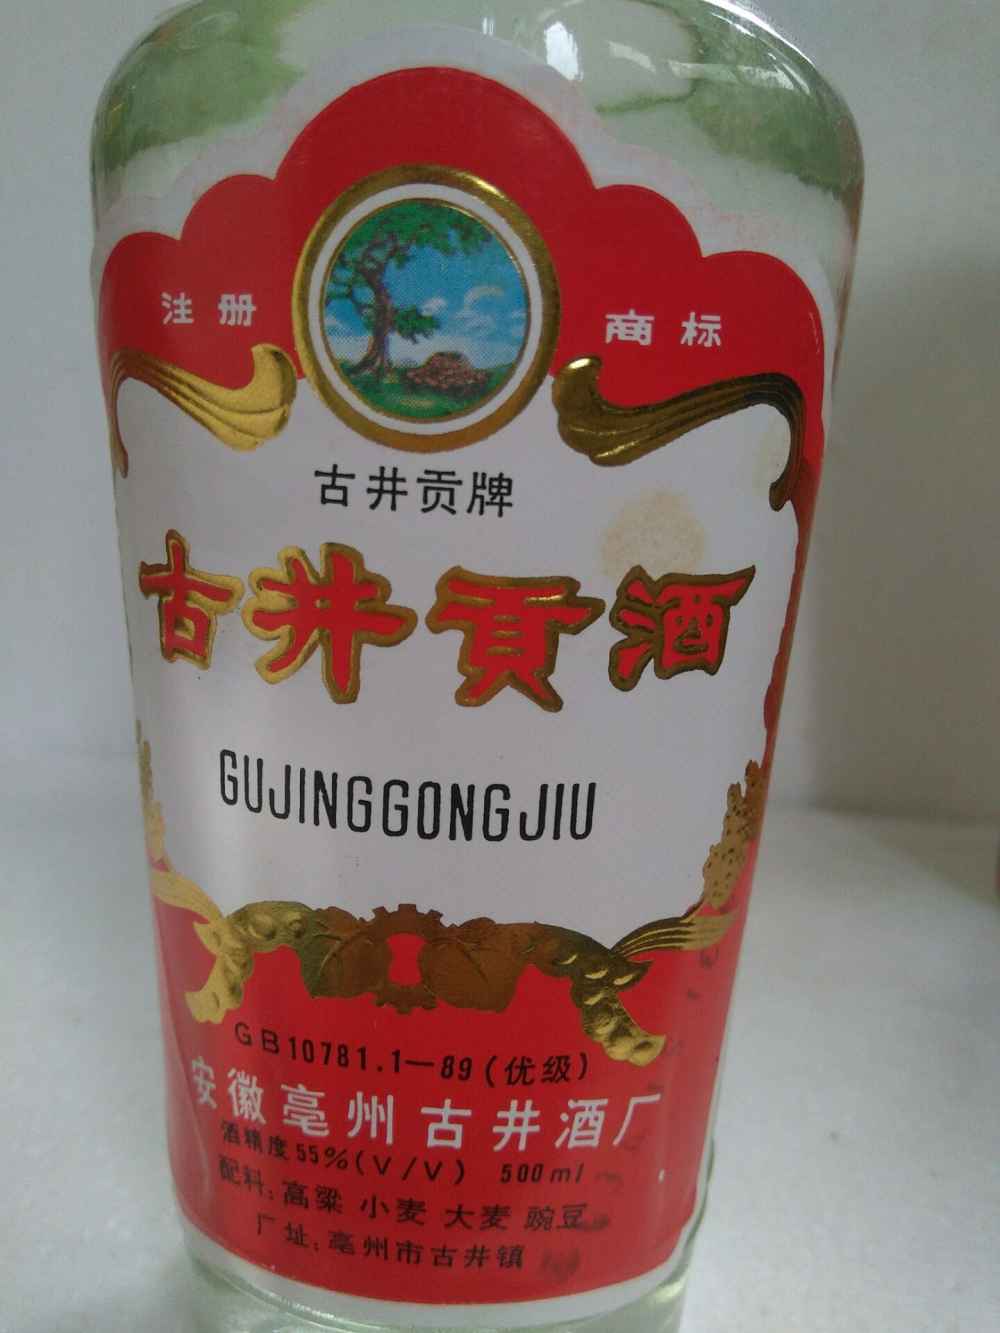 注册 商标
古井贡牌
古井貢酒
GUJINGGONGJIU
GB10781.1—89(优级)
安徽亳州古井酒厂
酒精度55%(V/V) 500ml
配料:高粱 小麦 大麦 豌豆
厂址:亳州市古井镇